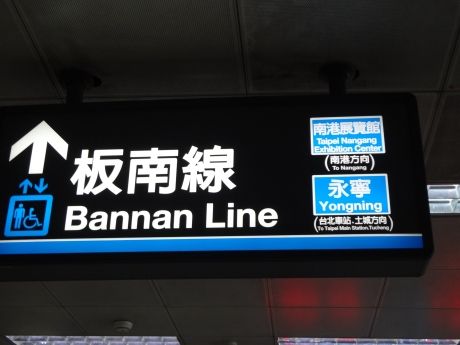 板南線
Bannan Line
南港展覽館
Taipei Nangang
Exhibition Center
(南港方向)
To Nangang
永寧
Yongning
(台北車站、土城方向)
To Taipei Main Station,Tucheng